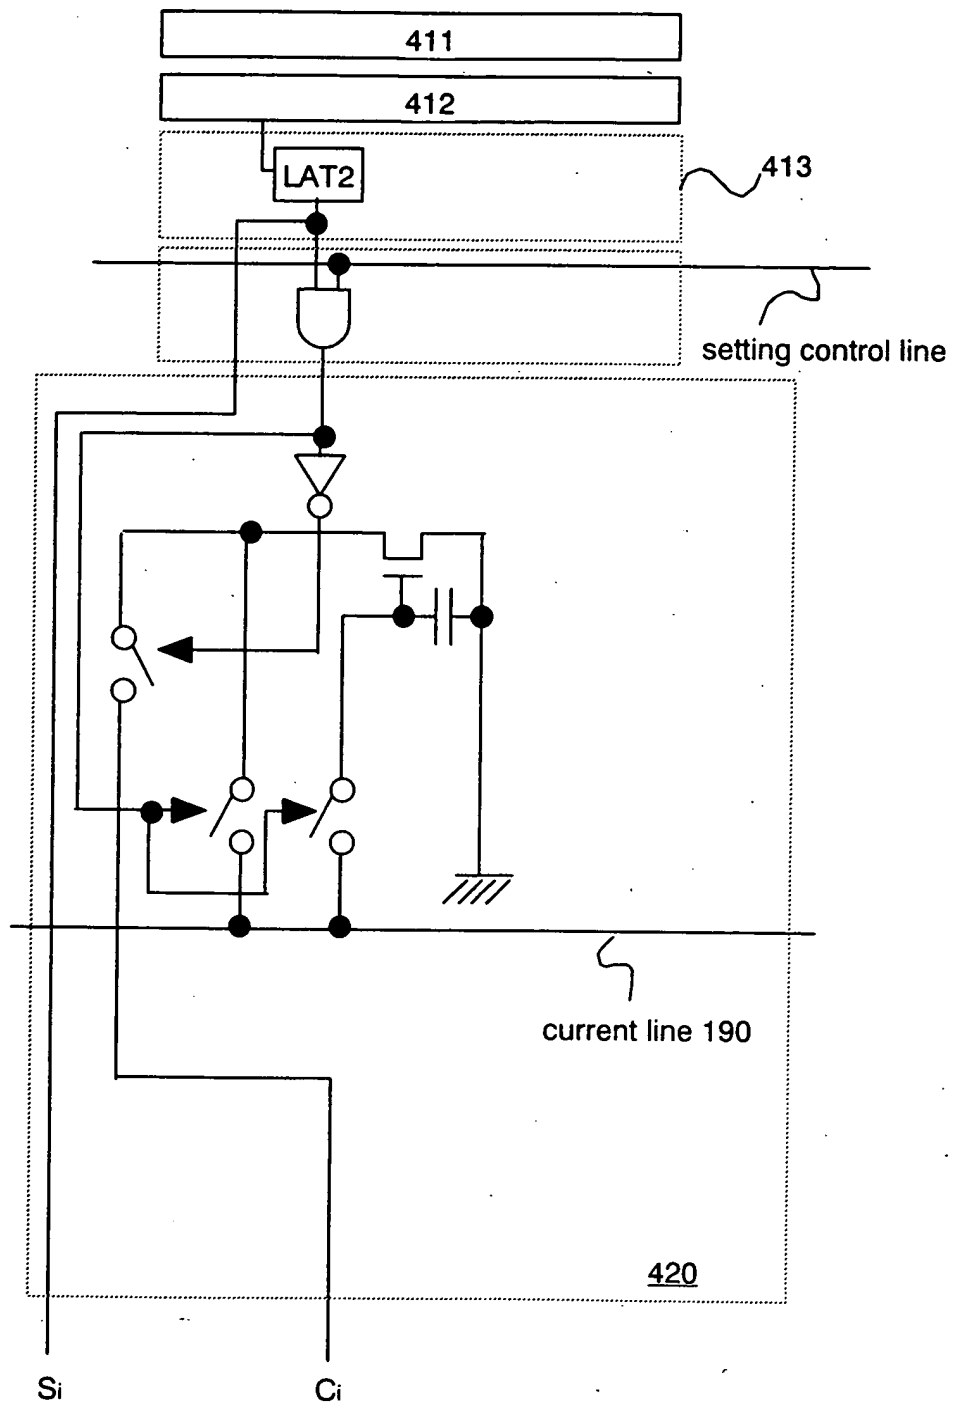 411
412
LAT2
413
setting control line
current line 190
420
Si
Ci